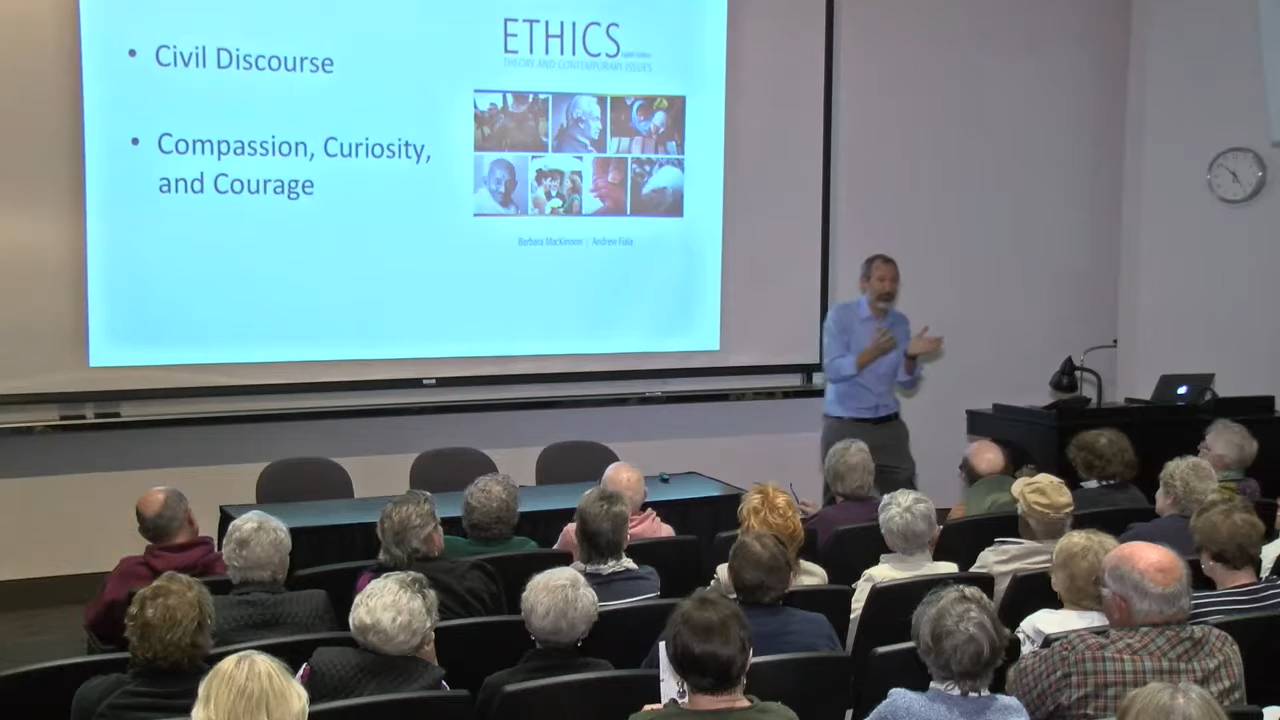 • Civil Discourse
• Compassion, Curiosity,
and Courage
ETHICS
THEORY AND CONTEMPORARY ISSUES
Barbara MacKinnon | Andrew Fiala